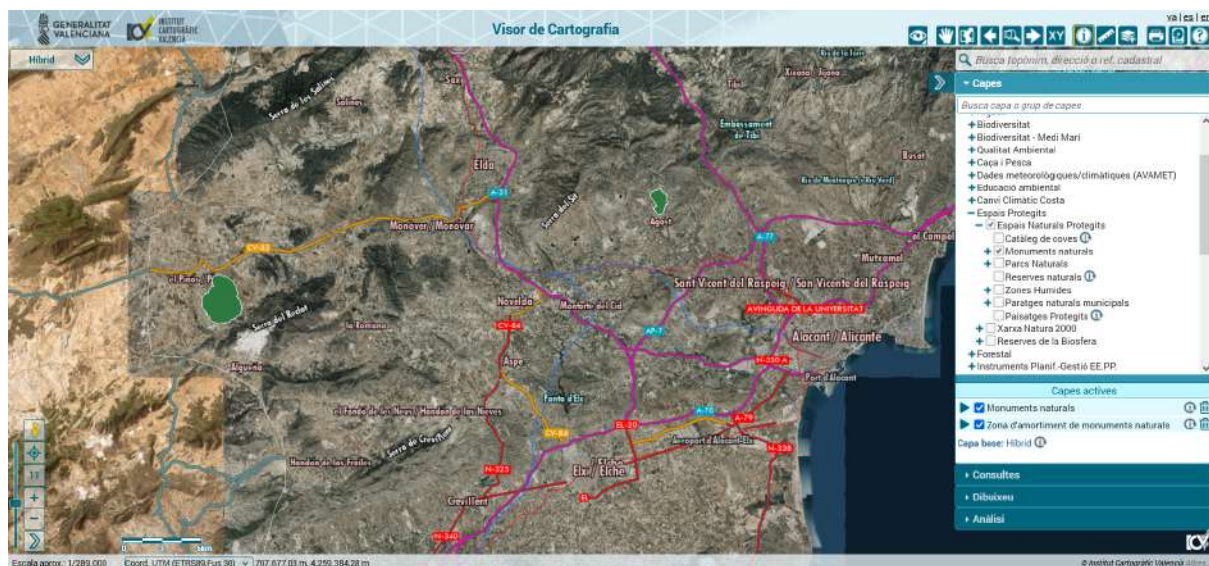 GENERALITAT
VALENCIANA
INSTITUT
CARTOGRÀFIC
VALENCIÀ
Visor de Cartografia
va | es | en
XY
Híbrid
Busca topònim, direcció o ref. cadastral
Capes
Busca capa o grup de capes
Biodiversitat
Biodiversitat - Medi Marí
Qualitat Ambiental
Caça i Pesca
Dades meteorològiques/climàtiques (AVAMET)
Educació ambiental
Canvi Climàtic Costa
Espais Protegits
Espais Naturals Protegits
Catàleg de coves
Monuments naturals
Parcs Naturals
Reserves naturals
Zones Humides
Paratges naturals municipals
Paisatges Protegits
Xarxa Natura 2000
Reserves de la Biosfera
Forestal
Instruments Planif.-Gestió EE.PP.
Capes actives
Monuments naturals
Zona d'amortiment de monuments naturals
Capa base: Híbrid
Consultes
Dibuixeu
Anàlisi
Sax
Serra de les Salines
Salines
Xixona/Jijona
Tibi
Embassament
de Tibi
Busot
Elda
A-31
Serra del Sit
Agost
Monover / Monóvar
CV-83
A-77
el Campel
Mutxamel
Sant Vicent del Raspeig / San Vicente del Raspeig
AVINGUDA DE LA UNIVERSITAT
Novelda
Monforte del Cid
Serra del Reclot
la Romana
CV-84
AP-7
Alacant / Alicante
N-330 A
Aspe
Algueña
Port d'Alacant
Panta d'Elx
el Fondó de les Neus / Hondón de las Nieves
A-70
A-79
EL-20
CV-84
Aeroport d'Alacant-Elx
N-338
Serra de Crevillent
Hondón de los Frailes
Elx / Elche
N-325
Crevillent
N-340
1:1
Escala aprox.: 1/289.000
Coord. UTM (ETRS89,Fus 30)
707.677,03 m, 4.259.384,28 m
© Institut Cartogràfic Valencià